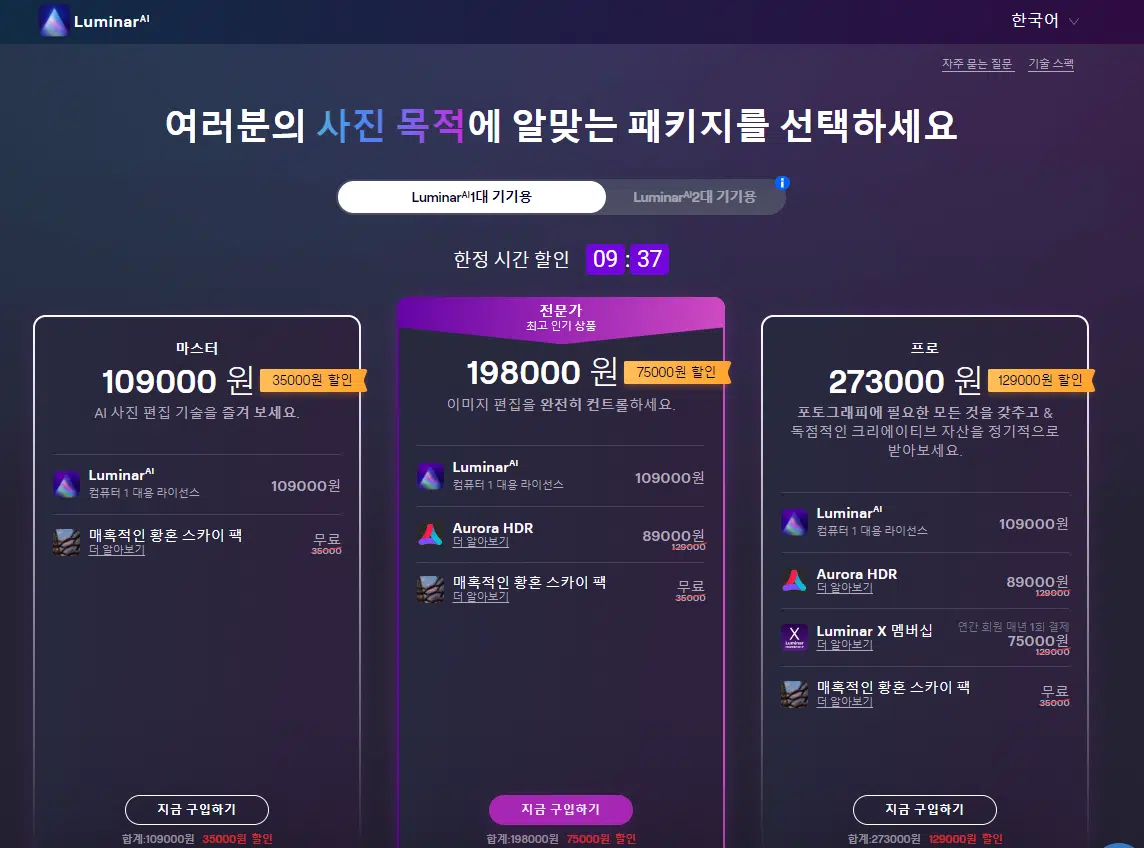 Luminar AI
한국어
자주 묻는 질문 기술 스펙
여러분의 사진 목적에 알맞는 패키지를 선택하세요
Luminar AI 1대 기기용
Luminar AI 2대 기기용
한정 시간 할인 09 : 37
마스터
109000 원
35000원 할인
AI 사진 편집 기술을 즐겨 보세요.
Luminar AI
컴퓨터 1 대용 라이선스
109000원
매혹적인 황혼 스카이 팩
더 알아보기
무료
35000
지금 구입하기
합계:109000원 35000원 할인
전문가
최고 인기 상품
198000 원
75000원 할인
이미지 편집을 완전히 컨트롤하세요.
Luminar AI
컴퓨터 1 대용 라이선스
109000원
Aurora HDR
더 알아보기
89000원
129000
매혹적인 황혼 스카이 팩
더 알아보기
무료
35000
지금 구입하기
합계:198000원 75000원 할인
프로
273000 원
129000원 할인
포토그래피에 필요한 모든 것을 갖추고 &
독점적인 크리에이티브 자산을 정기적으로
받아보세요.
Luminar AI
컴퓨터 1 대용 라이선스
109000원
Aurora HDR
더 알아보기
89000원
129000
X
Luminar
Luminar X 멤버십
더 알아보기
연간 회원 매년 1회 결제
75000원
129000
매혹적인 황혼 스카이 팩
더 알아보기
무료
35000
지금 구입하기
합계:273000원 129000원 할인